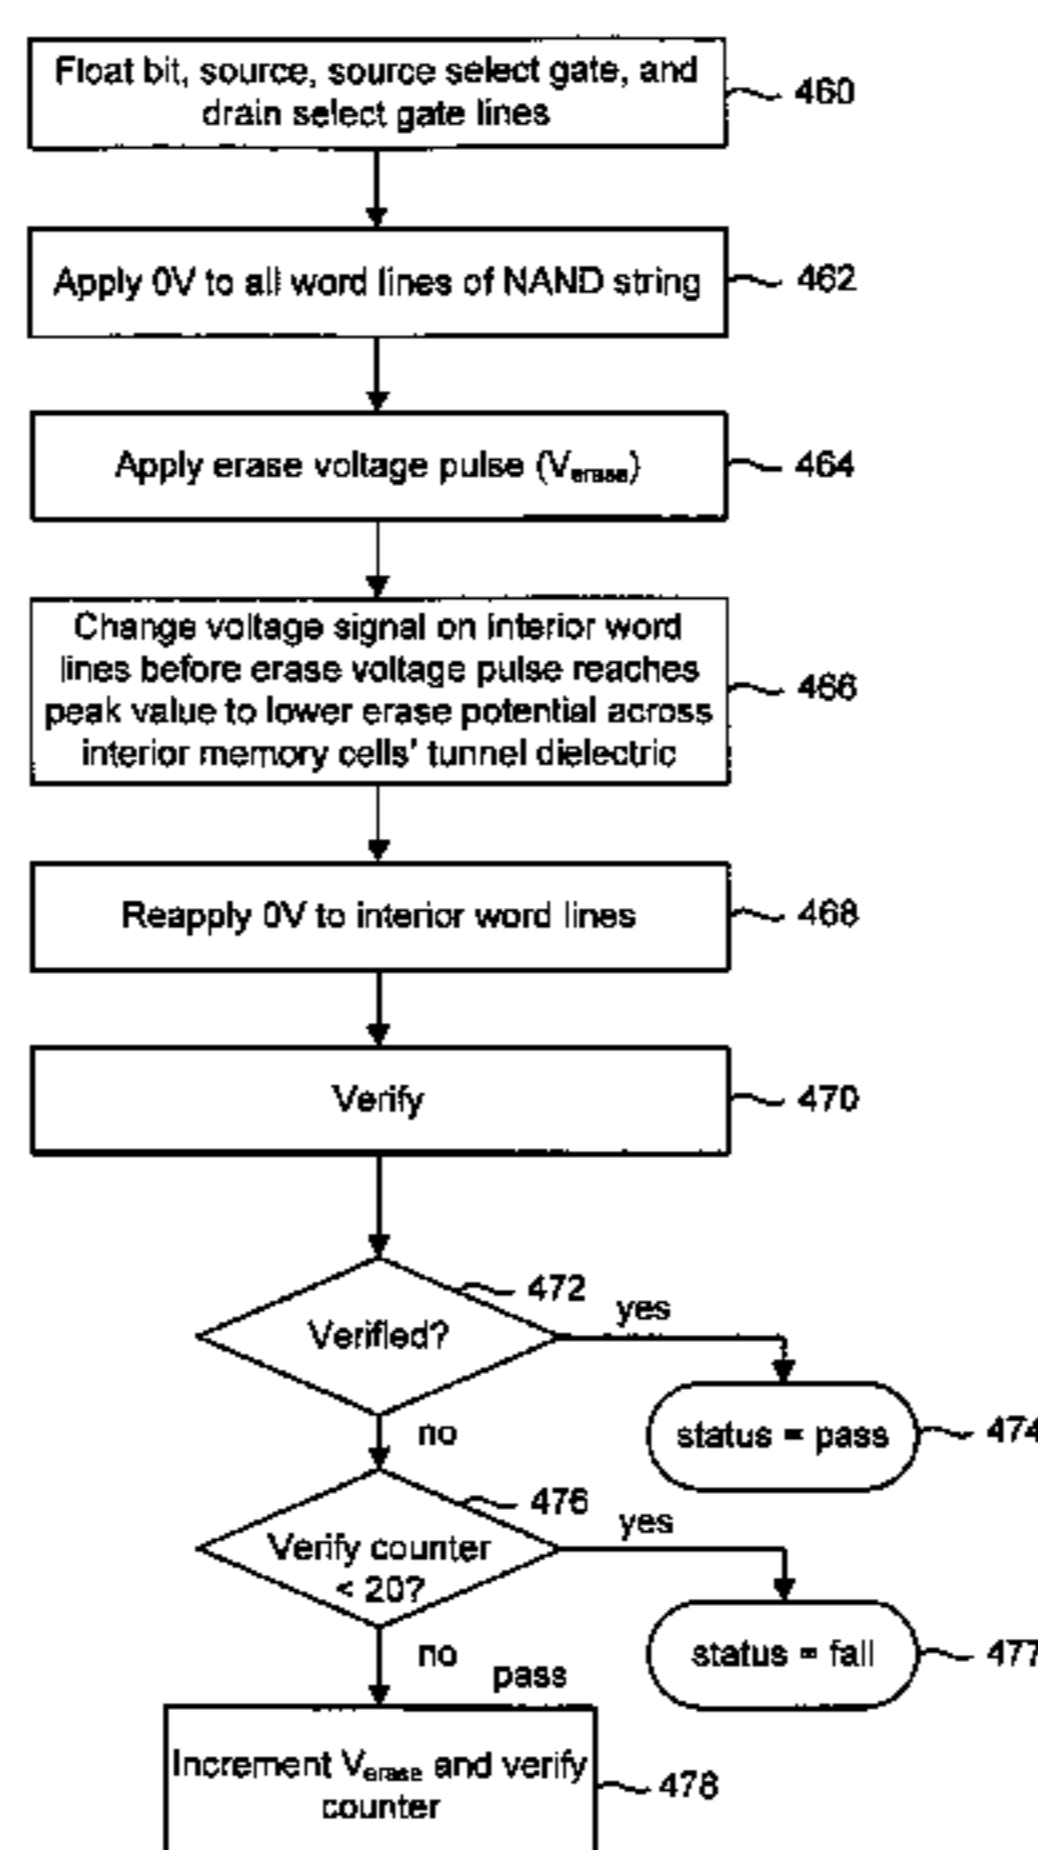 Float bit, source, source select gate, and
drain select gate lines
460
Apply 0V to all word lines of NAND string
462
Apply erase voltage pulse (Verase)
464
Change voltage signal on interior word
lines before erase voltage pulse reaches
peak value to lower erase potential across
interior memory cells' tunnel dielectric
466
Reapply 0V to interior word lines
468
Verify
470
472
Verified?
yes
status = pass
474
no
476
Verify counter
< 20?
yes
status = fail
477
no
pass
Increment Verase and verify
counter
478